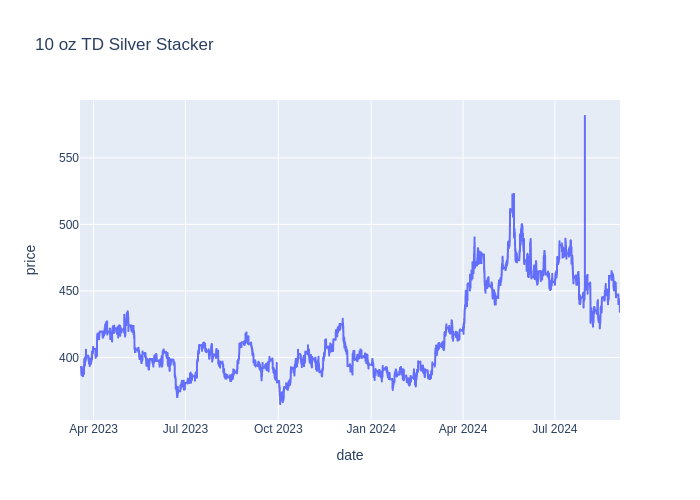 10 oz TD Silver Stacker
550
500
450
400
price
Apr 2023
Jul 2023
Oct 2023
Jan 2024
Apr 2024
Jul 2024
date